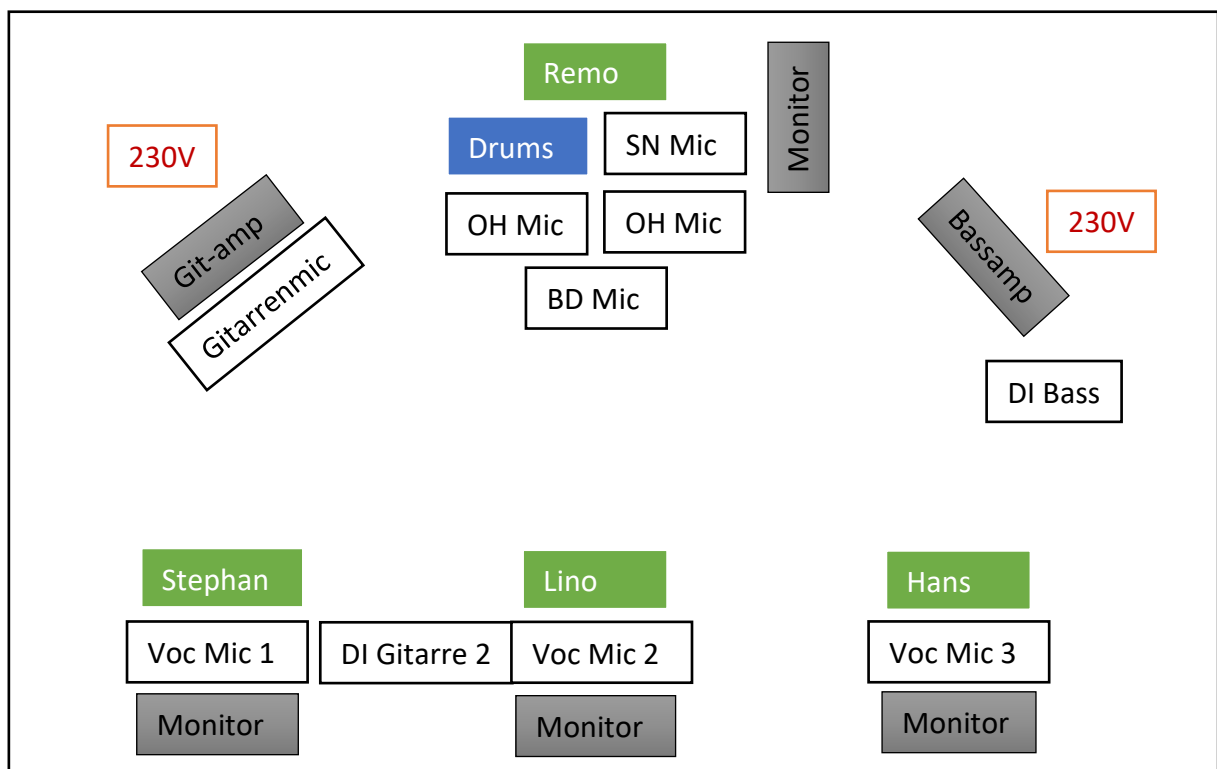 Remo
Monitor
230V
Drums
SN Mic
Git-amp
Gitarrenmic
OH Mic
OH Mic
Bassamp
230V
BD Mic
DI Bass
Stephan
Lino
Hans
Voc Mic 1
DI Gitarre 2
Voc Mic 2
Voc Mic 3
Monitor
Monitor
Monitor